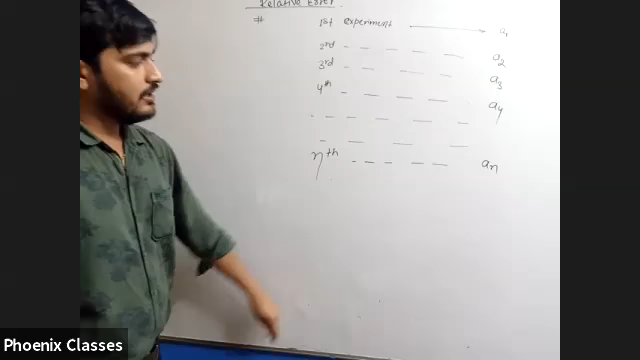 Relative Error
# 1st experiment → a1
2nd - - - - - a2
3rd - - - - - a3
4th - - - - a4
- - - - - -
- - - -
nth - - - - - an
Phoenix Classes